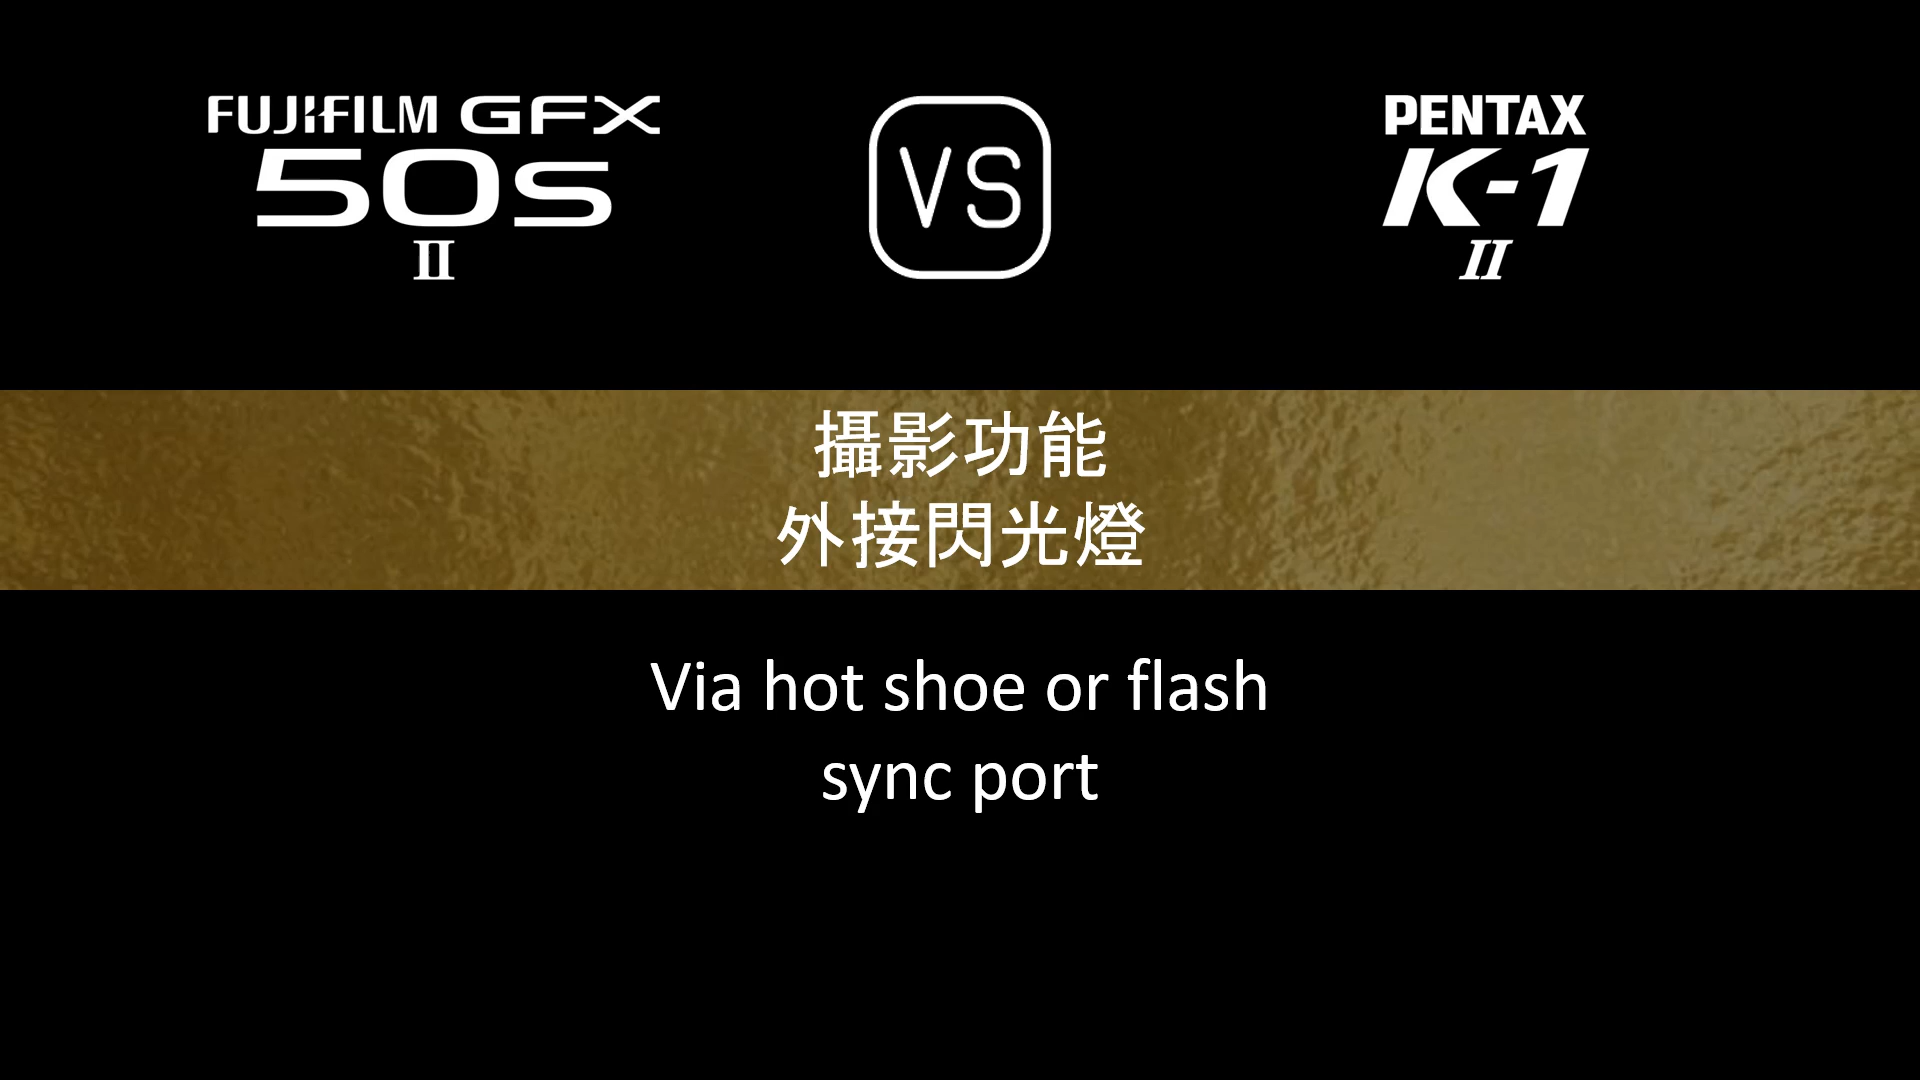 FUJIFILM GFX
50S
II
VS
PENTAX
K-1
II
攝影功能
外接閃光燈
Via hot shoe or flash
sync port